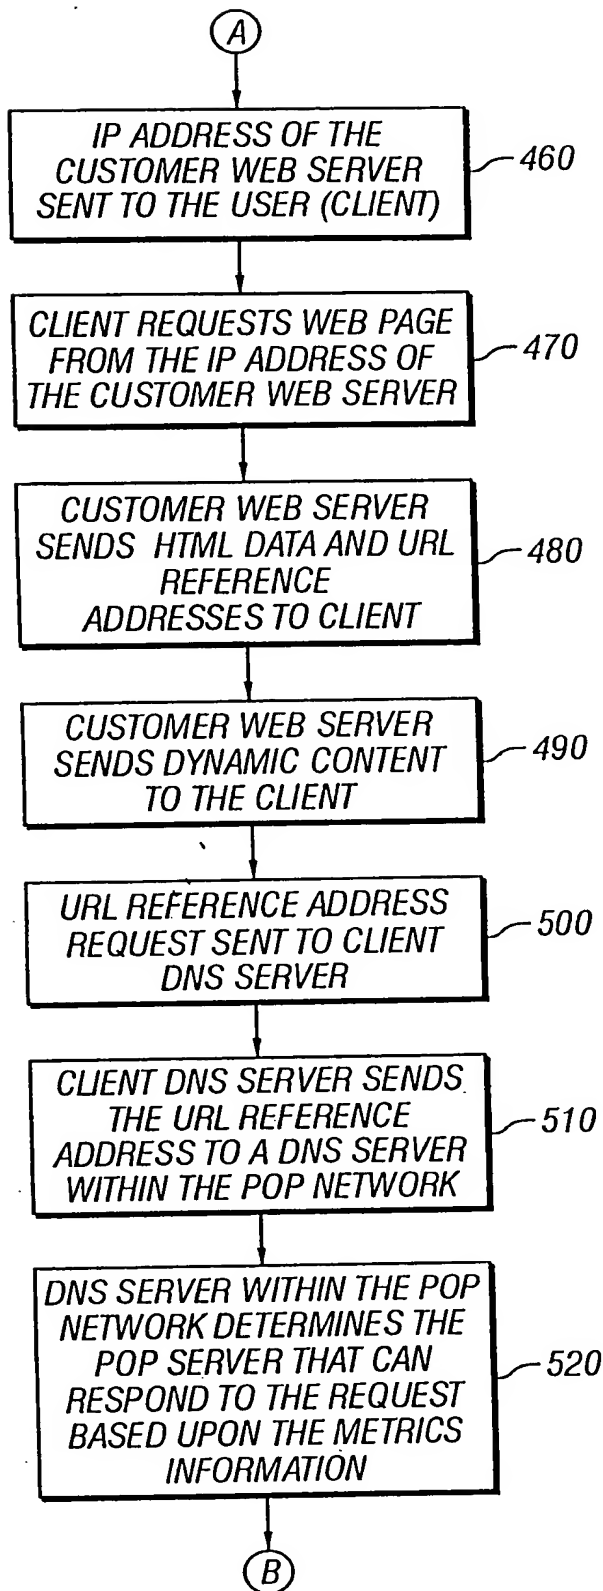 A
IP ADDRESS OF THE
CUSTOMER WEB SERVER
SENT TO THE USER (CLIENT)
460
CLIENT REQUESTS WEB PAGE
FROM THE IP ADDRESS OF
THE CUSTOMER WEB SERVER
470
CUSTOMER WEB SERVER
SENDS HTML DATA AND URL
REFERENCE
ADDRESSES TO CLIENT
480
CUSTOMER WEB SERVER
SENDS DYNAMIC CONTENT
TO THE CLIENT
490
URL REFERENCE ADDRESS
REQUEST SENT TO CLIENT
DNS SERVER
500
CLIENT DNS SERVER SENDS
THE URL REFERENCE
ADDRESS TO A DNS SERVER
WITHIN THE POP NETWORK
510
DNS SERVER WITHIN THE POP
NETWORK DETERMINES THE
POP SERVER THAT CAN
RESPOND TO THE REQUEST
BASED UPON THE METRICS
INFORMATION
520
B